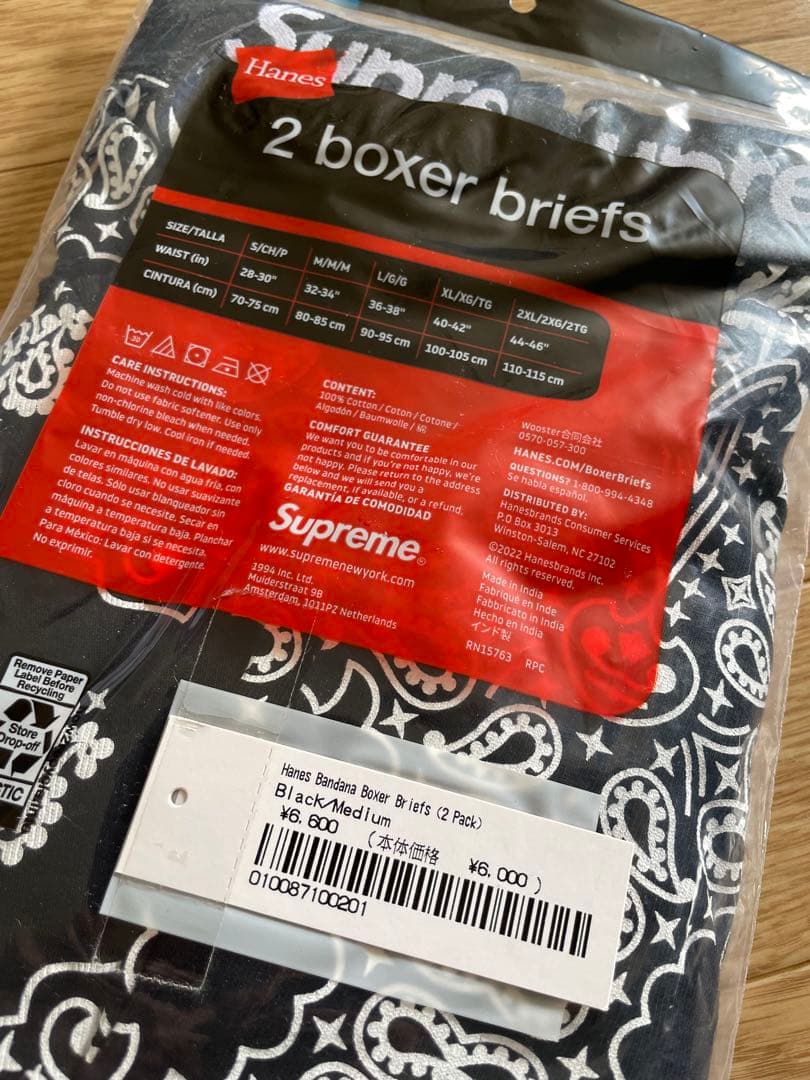 Supre
upre
Hanes
2 boxer briefs
SIZE/TALLA S/CH/P M/M/M L/G/G XL/XG/TG 2XL/2XG/2TG
WAIST (in) 28-30" 32-34" 36-38" 40-42" 44-46"
CINTURA (cm) 70-75 cm 80-85 cm 90-95 cm 100-105 cm 110-115 cm
30
CARE INSTRUCTIONS:
Machine wash cold with like colors.
Do not use fabric softener. Use only
non-chlorine bleach when needed.
Tumble dry low. Cool iron if needed.
INSTRUCCIONES DE LAVADO:
Lavar en máquina con agua fría, con
colores similares. No usar suavizante
de telas. Sólo usar blanqueador sin
cloro cuando se necesite. Secar en
máquina a temperatura baja. Planchar
a temperatura baja si se necesita.
Para México: Lavar con detergente.
No exprimir.
CONTENT:
100% Cotton / Coton / Cotone /
Algodón / Baumwolle / 綿
COMFORT GUARANTEE
We want you to be comfortable in our
products and if you're not happy, we're
not happy. Please return to the address
below and we will send you a
replacement, if available, or a refund.
GARANTÍA DE COMODIDAD
Supreme®
www.supremenewyork.com
1994 Inc. Ltd.
Muiderstraat 9B
Amsterdam, 1011PZ Netherlands
Wooster合同会社
0570-057-300
HANES.COM/BoxerBriefs
QUESTIONS? 1-800-994-4348
Se habla español.
DISTRIBUTED BY:
Hanesbrands Consumer Services
P.O Box 3013
Winston-Salem, NC 27102
©2022 Hanesbrands Inc.
All rights reserved.
Made in India
Fabriqué en Inde
Fabbricato in India
Hecho en India
インド製
RN15763 RPC
Remove Paper
Label Before
Recycling
Store
Drop-off
TIC
Hanes Bandana Boxer Briefs (2 Pack)
Black/Medium
¥6.600 (本体価格 ¥6.000 )
010087100201